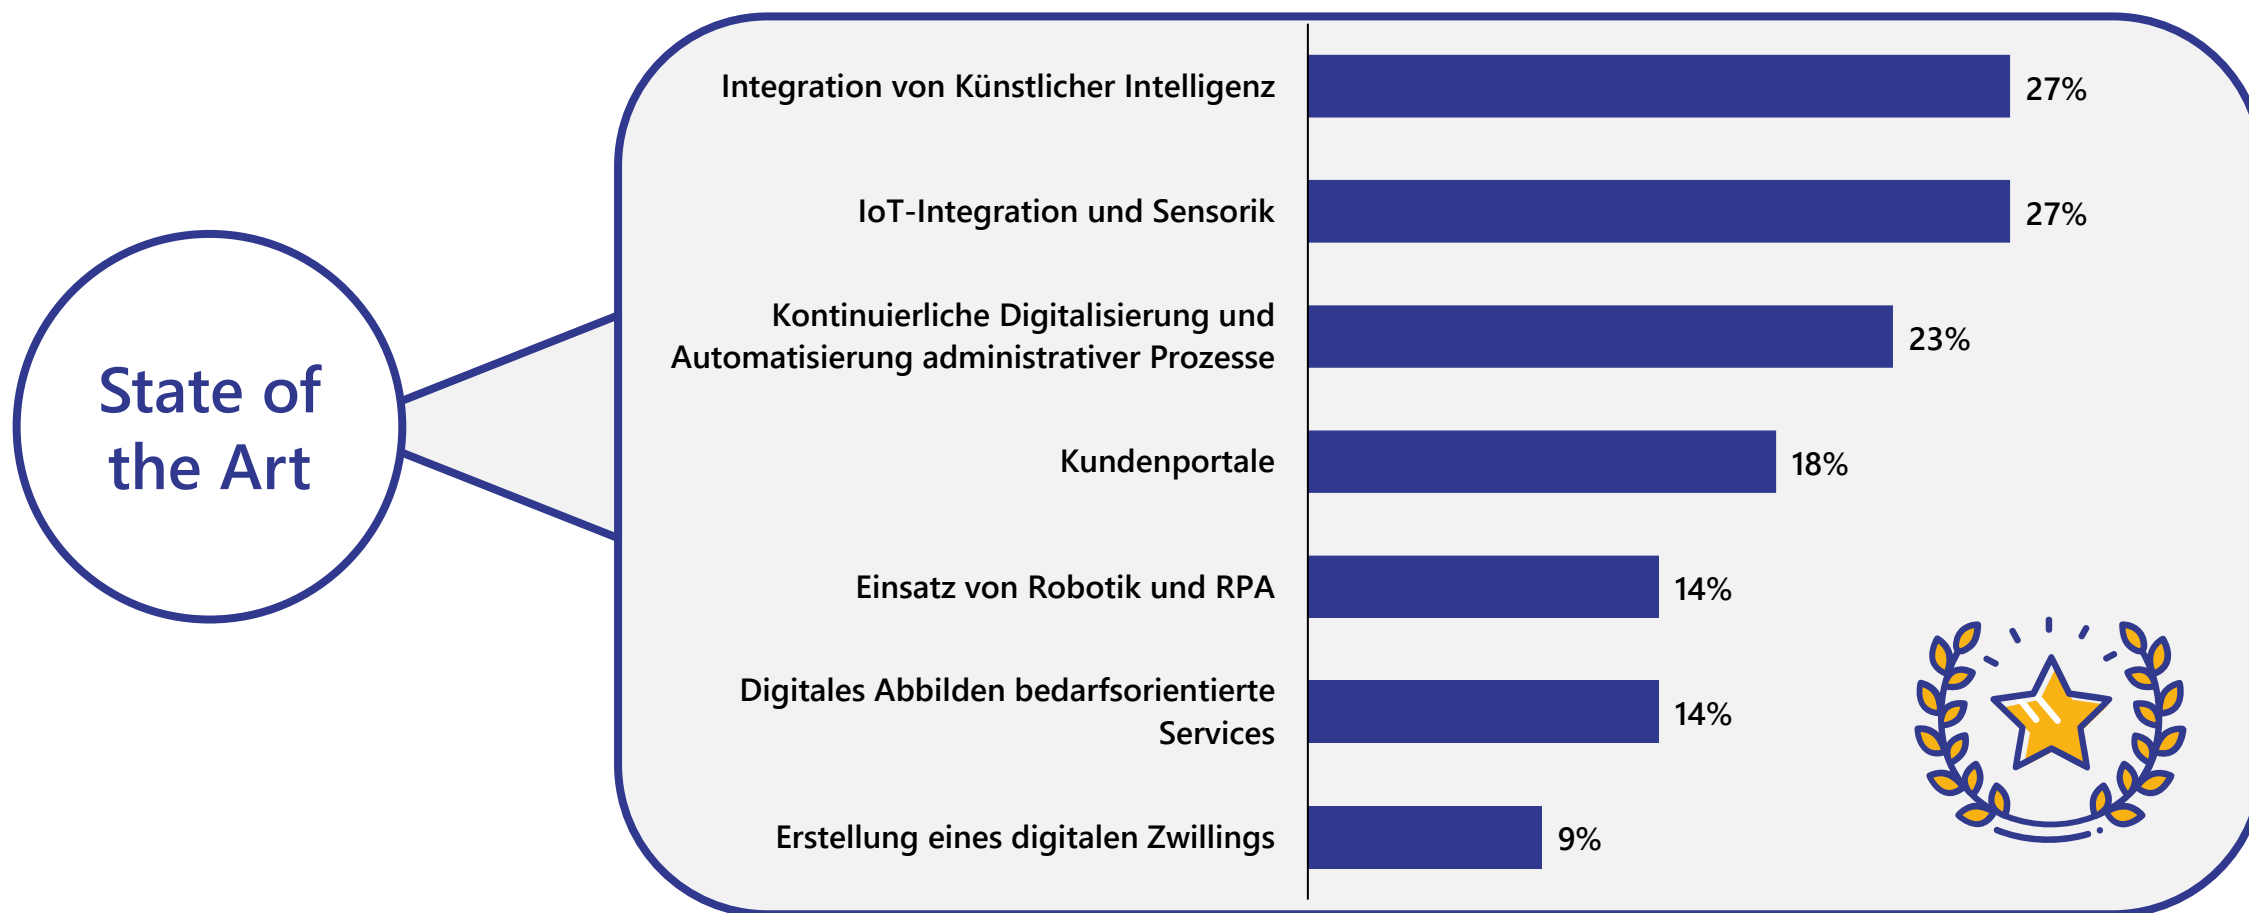 State of
the Art
Integration von Künstlicher Intelligenz
27%
IoT-Integration und Sensorik
27%
Kontinuierliche Digitalisierung und
Automatisierung administrativer Prozesse
23%
Kundenportale
18%
Einsatz von Robotik und RPA
14%
Digitales Abbilden bedarfsorientierte
Services
14%
Erstellung eines digitalen Zwillings
9%